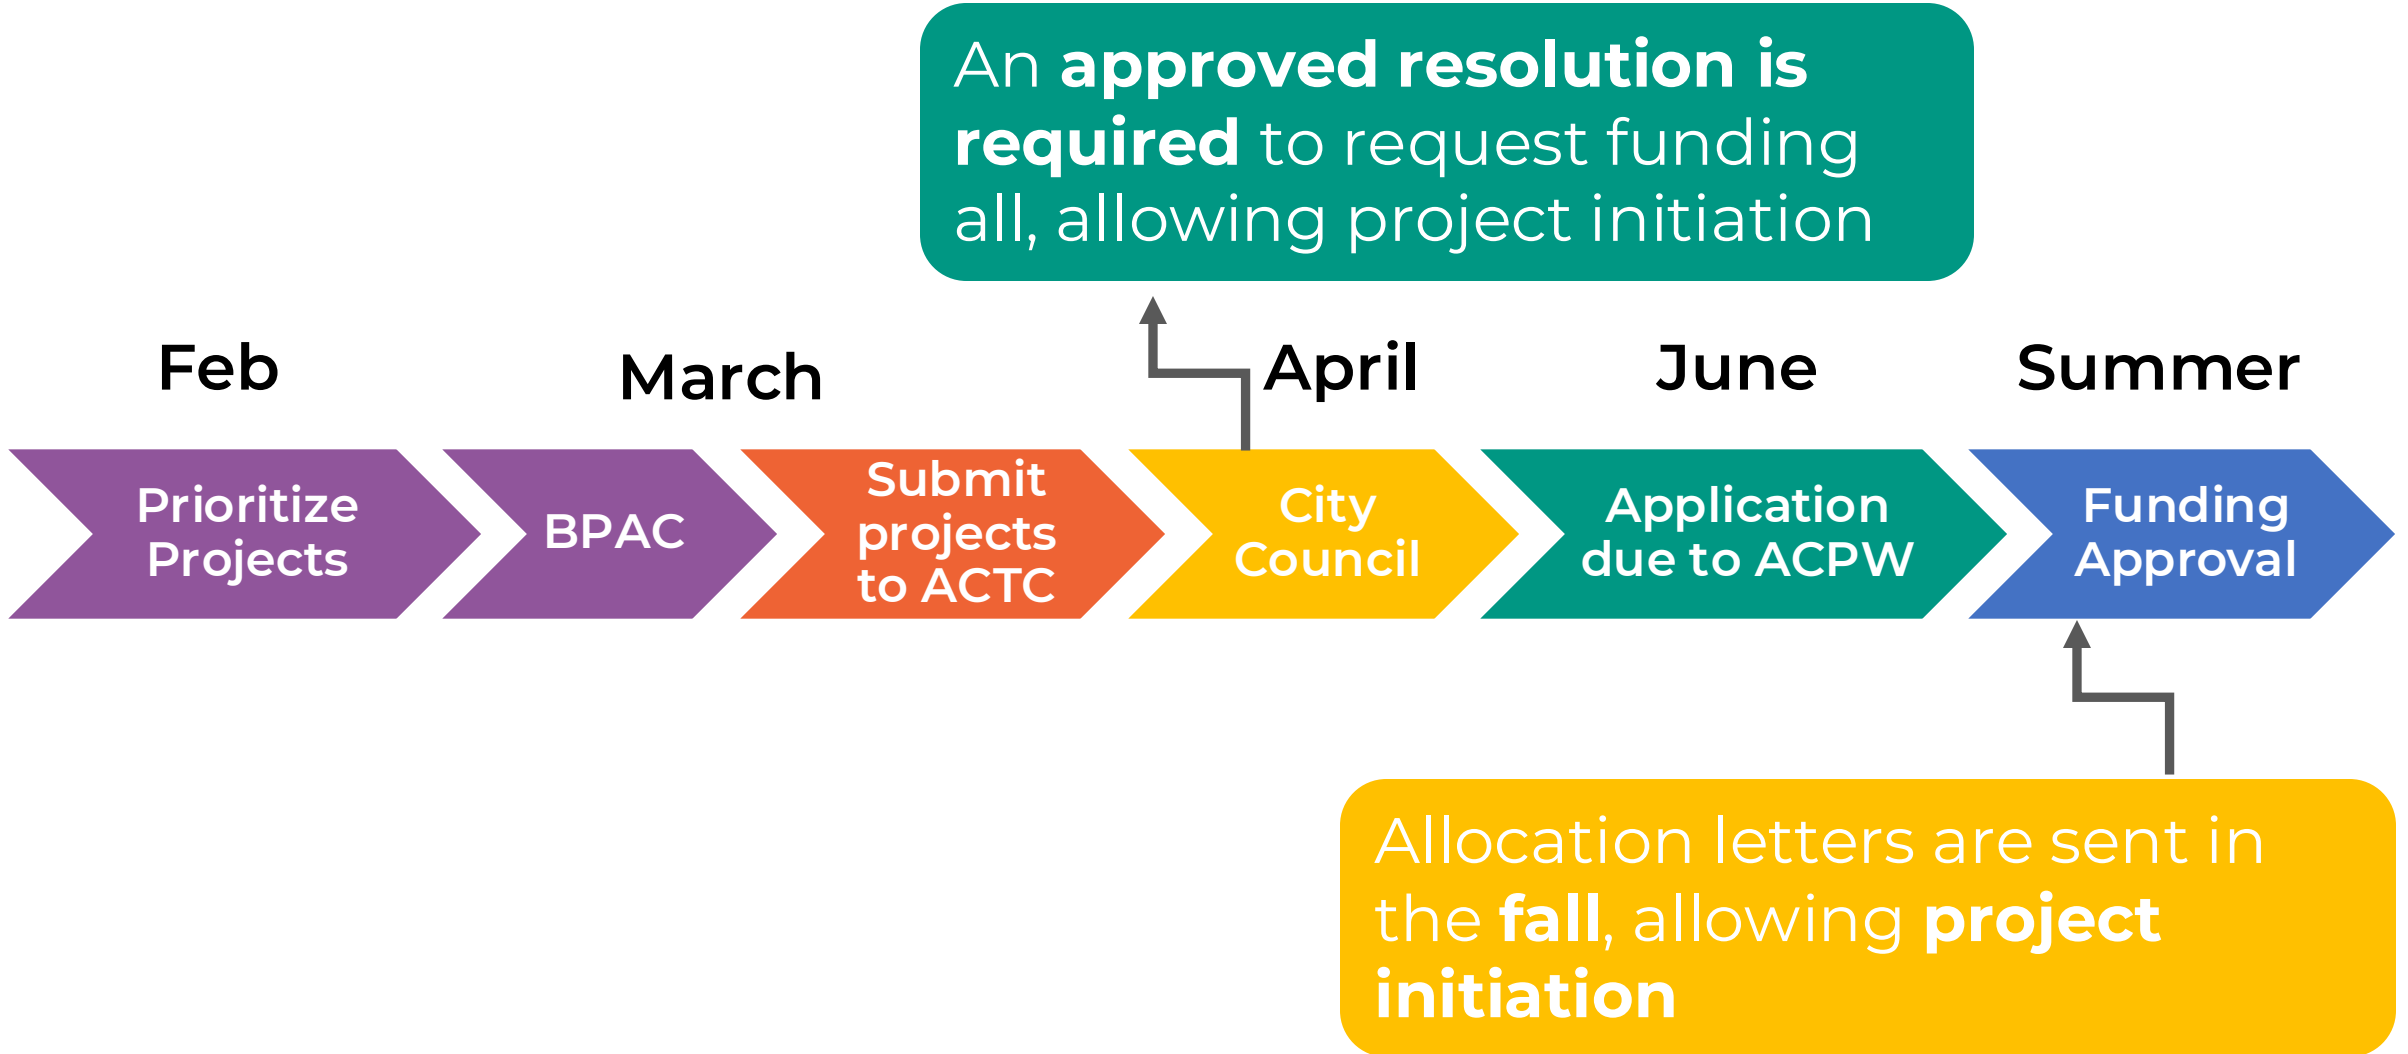 An approved resolution is
required to request funding
all, allowing project initiation
Feb
March
April
June
Summer
Prioritize
Projects
BPAC
Submit
projects
to ACTC
City
Council
Application
due to ACPW
Funding
Approval
Allocation letters are sent in
the fall, allowing project
initiation